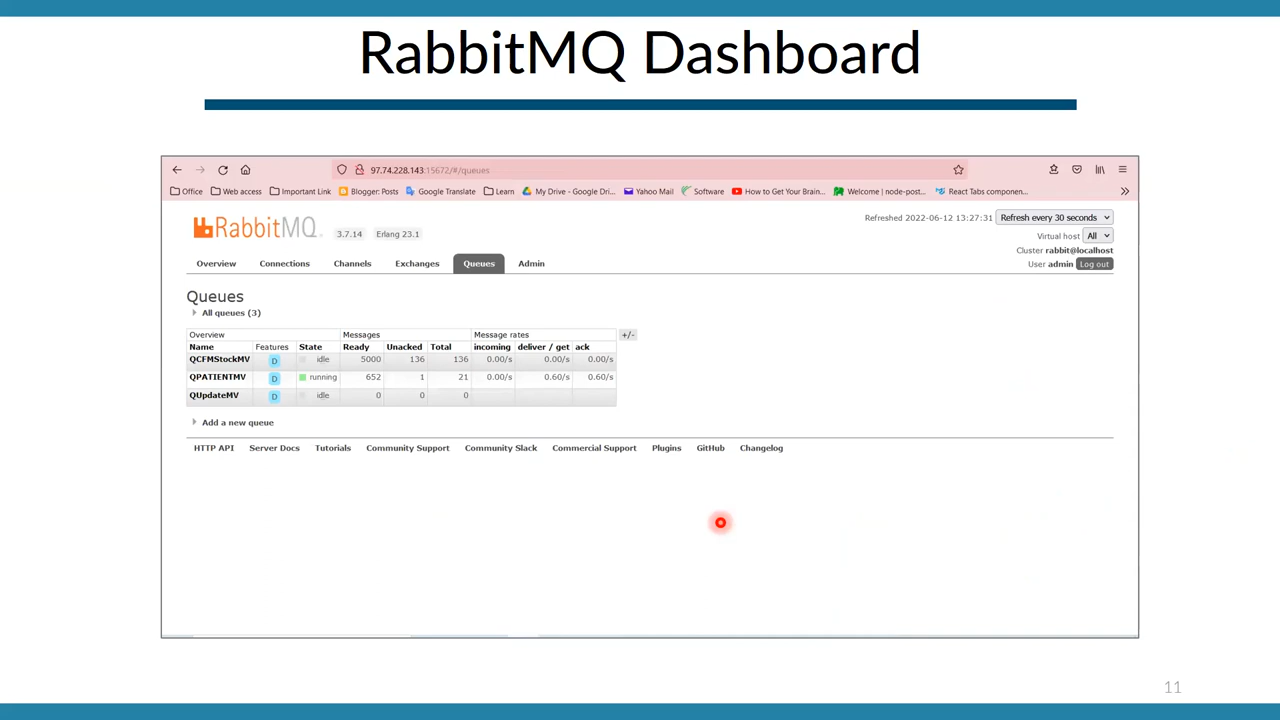 RabbitMQ Dashboard
97.74.228.143:15672/#/queues
Office Web access Important Link Blogger: Posts Google Translate Learn My Drive - Google Dri... Yahoo Mail Software How to Get Your Brain... Welcome | node-post... React Tabs componen...
RabbitMQ 3.7.14 Erlang 23.1
Refreshed 2022-06-12 13:27:31 Refresh every 30 seconds
Virtual host All
Cluster rabbit@localhost
User admin Log out
Overview Connections Channels Exchanges Queues Admin
Queues
All queues (3)
Overview Messages Message rates +/-
Name Features State Ready Unacked Total incoming deliver / get ack
QCFMStockMV D idle 5000 136 136 0.00/s 0.00/s 0.00/s
QPATIENTMV D running 652 1 21 0.00/s 0.60/s 0.60/s
QUpdateMV D idle 0 0 0
Add a new queue
HTTP API Server Docs Tutorials Community Support Community Slack Commercial Support Plugins GitHub Changelog
11